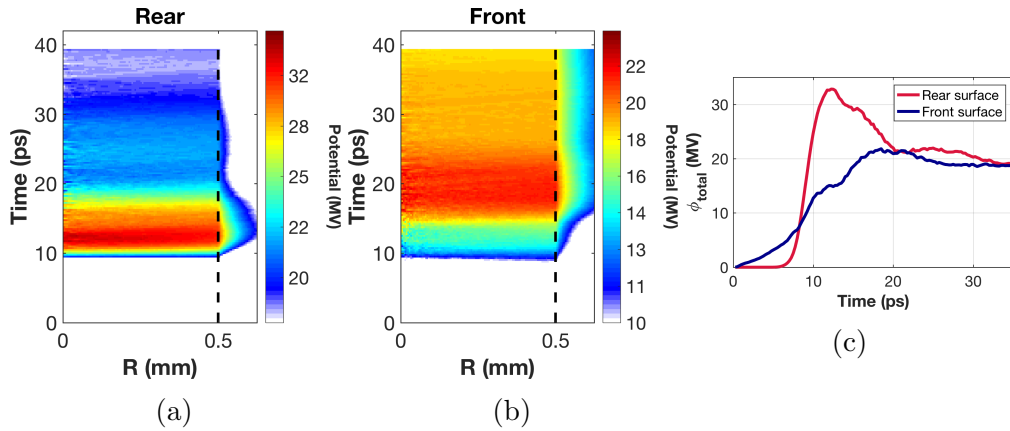 Rear
Time (ps)
40
30
20
10
0
0
0.5
R (mm)
32
28
25
22
20
Potential (MV)
(a)
Front
Time (ps)
40
30
20
10
0
0
0.5
R (mm)
22
20
18
16
14
13
11
10
Potential (MV)
(b)
ϕtotal (MV)
30
20
10
0
0
10
20
30
Time (ps)
Rear surface
Front surface
(c)